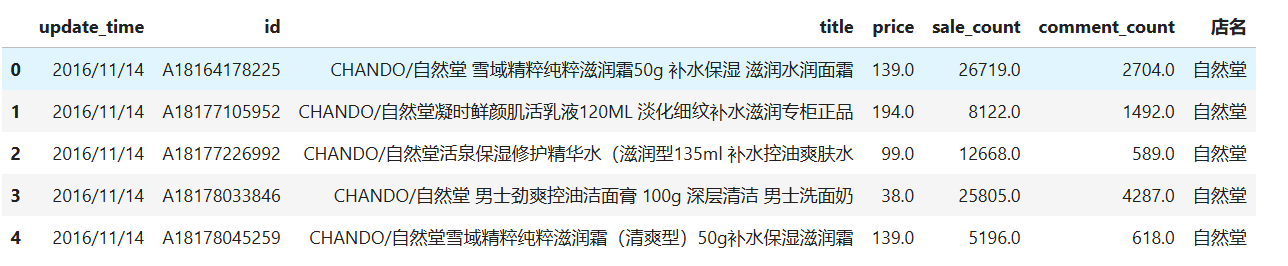 update_time id title price sale_count comment_count 店名
0 2016/11/14 A18164178225 CHANDO/自然堂 雪域精粹纯粹滋润霜50g 补水保湿 滋润水润面霜 139.0 26719.0 2704.0 自然堂
1 2016/11/14 A18177105952 CHANDO/自然堂凝时鲜颜肌活乳液120ML 淡化细纹补水滋润专柜正品 194.0 8122.0 1492.0 自然堂
2 2016/11/14 A18177226992 CHANDO/自然堂活泉保湿修护精华水（滋润型135ml 补水控油爽肤水 99.0 12668.0 589.0 自然堂
3 2016/11/14 A18178033846 CHANDO/自然堂 男士劲爽控油洁面膏 100g 深层清洁 男士洗面奶 38.0 25805.0 4287.0 自然堂
4 2016/11/14 A18178045259 CHANDO/自然堂雪域精粹纯粹滋润霜（清爽型）50g补水保湿滋润霜 139.0 5196.0 618.0 自然堂